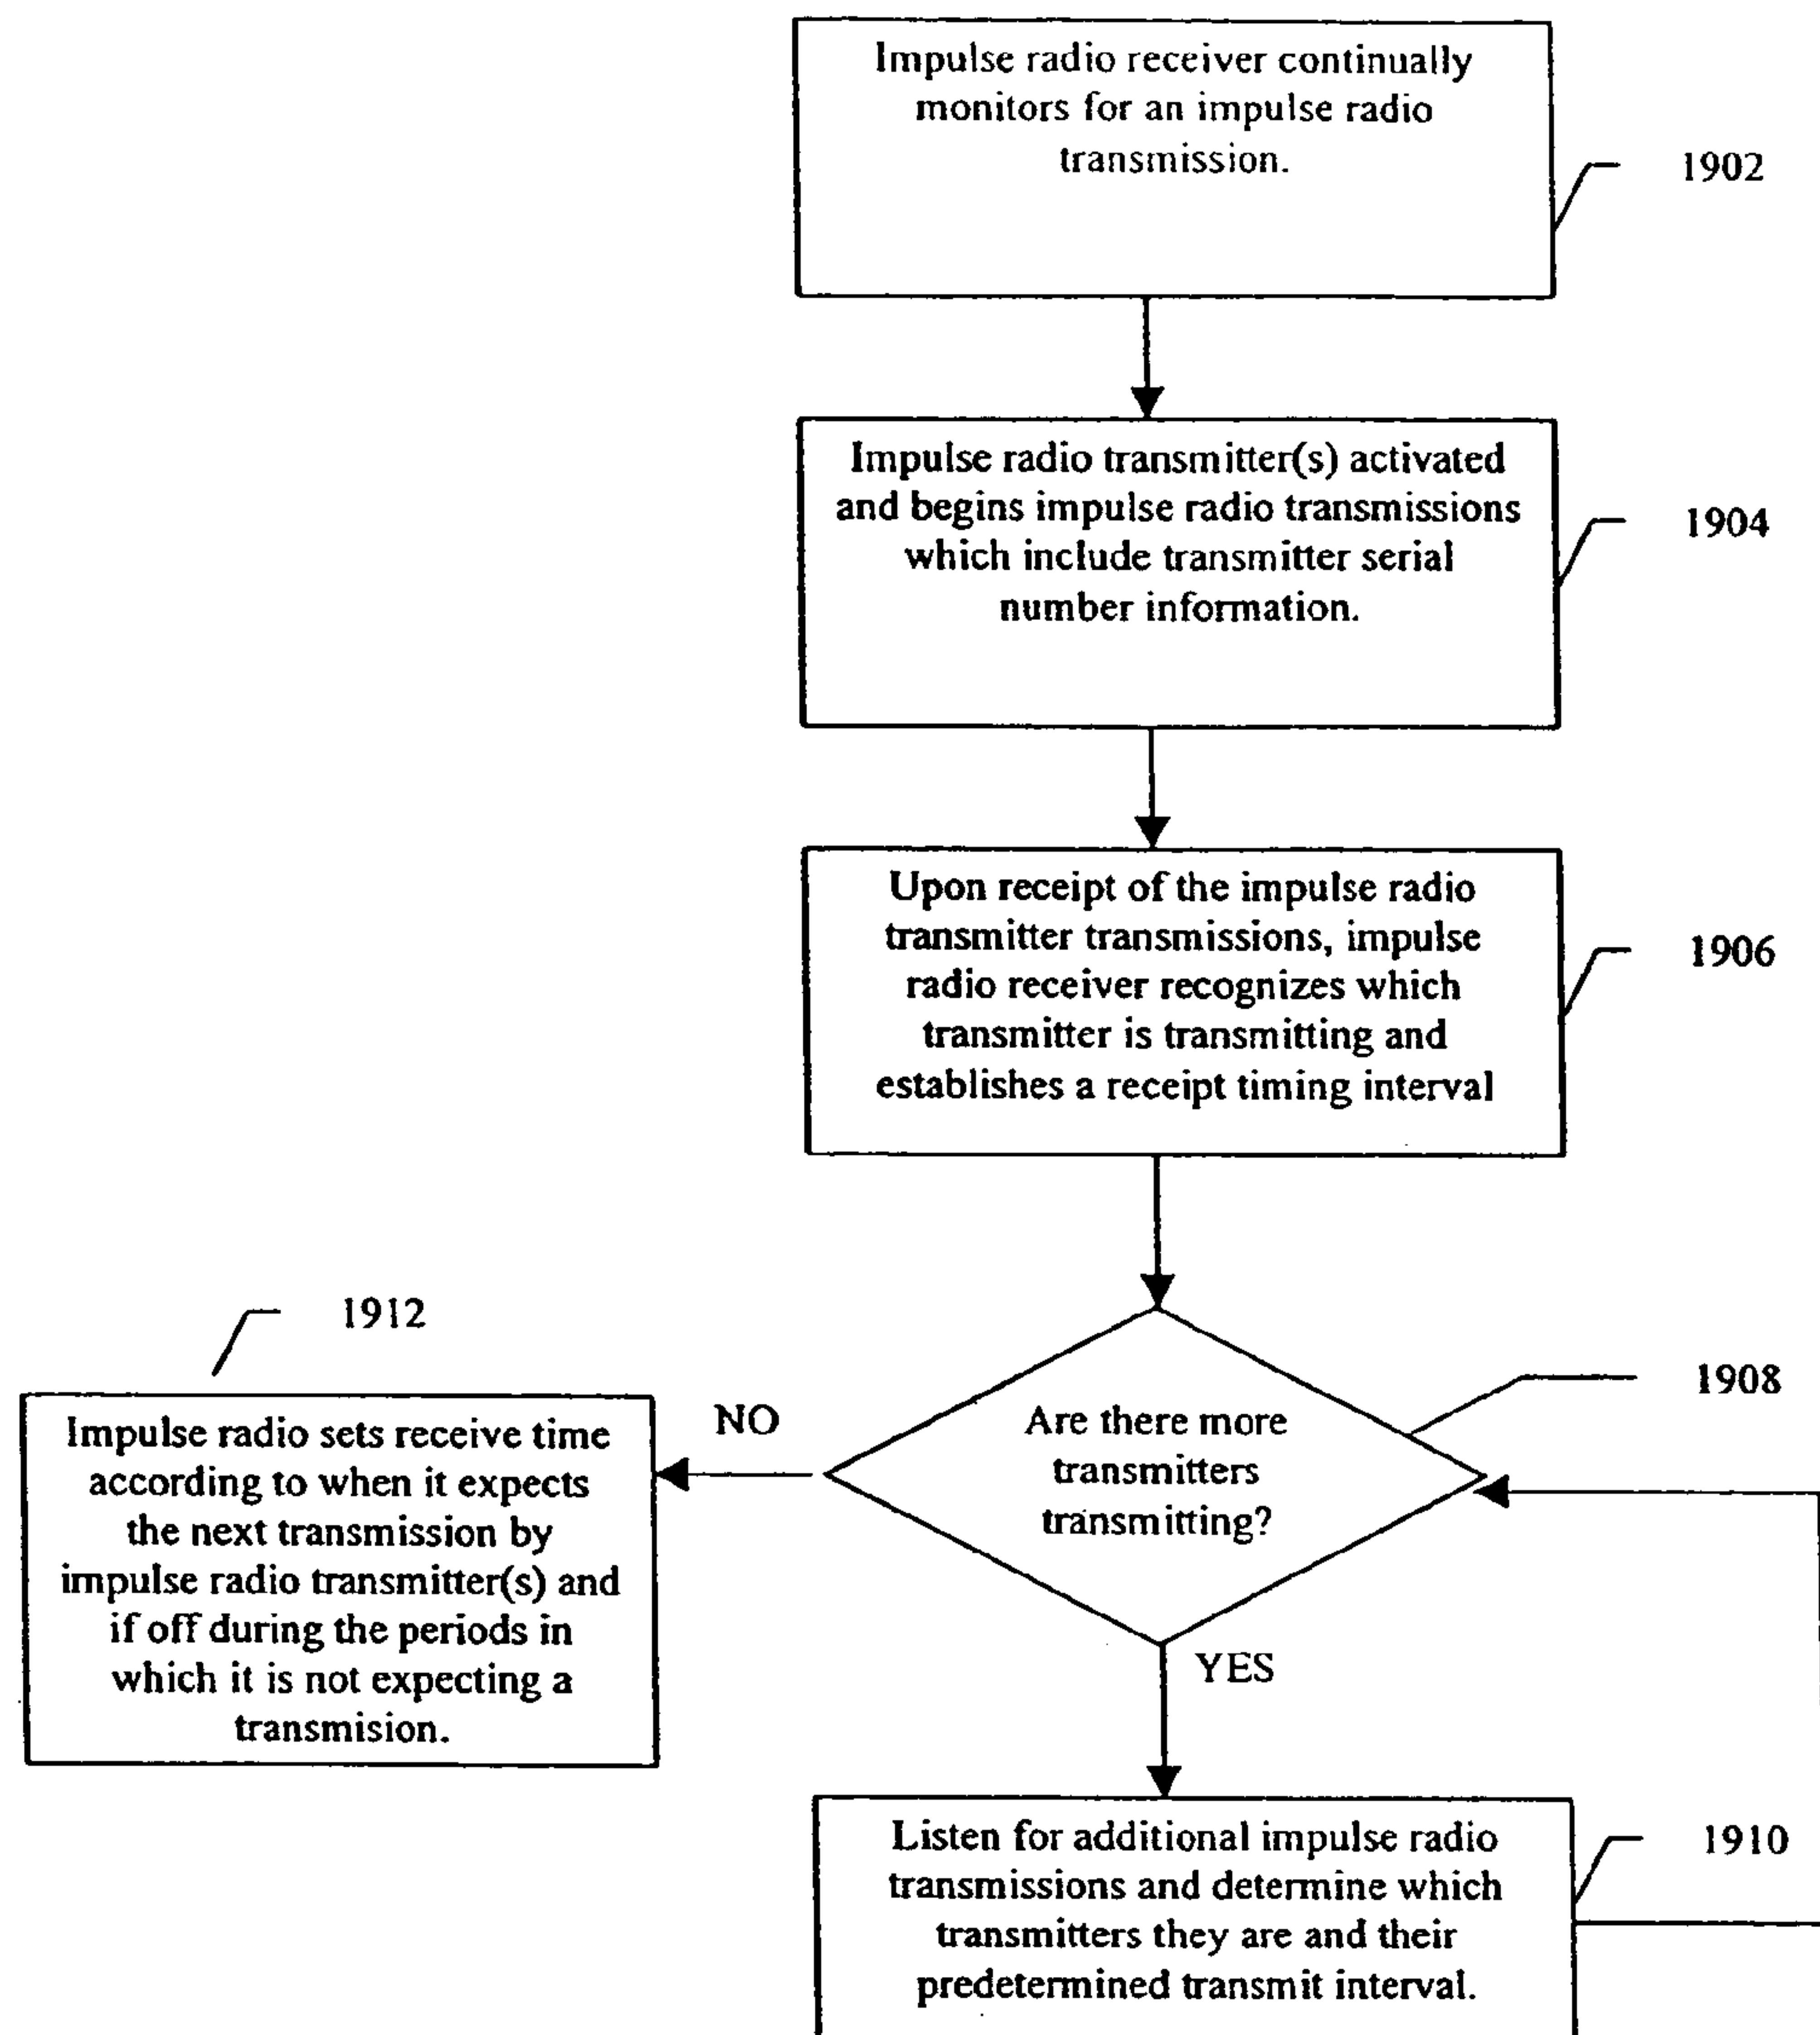 Impulse radio receiver continually
monitors for an impulse radio
transmission.
1902
Impulse radio transmitter(s) activated
and begins impulse radio transmissions
which include transmitter serial
number information.
1904
Upon receipt of the impulse radio
transmitter transmissions, impulse
radio receiver recognizes which
transmitter is transmitting and
establishes a receipt timing interval
1906
Are there more
transmitters
transmitting?
1908
NO
1912
Impulse radio sets receive time
according to when it expects
the next transmission by
impulse radio transmitter(s) and
if off during the periods in
which it is not expecting a
transmision.
YES
Listen for additional impulse radio
transmissions and determine which
transmitters they are and their
predetermined transmit interval.
1910